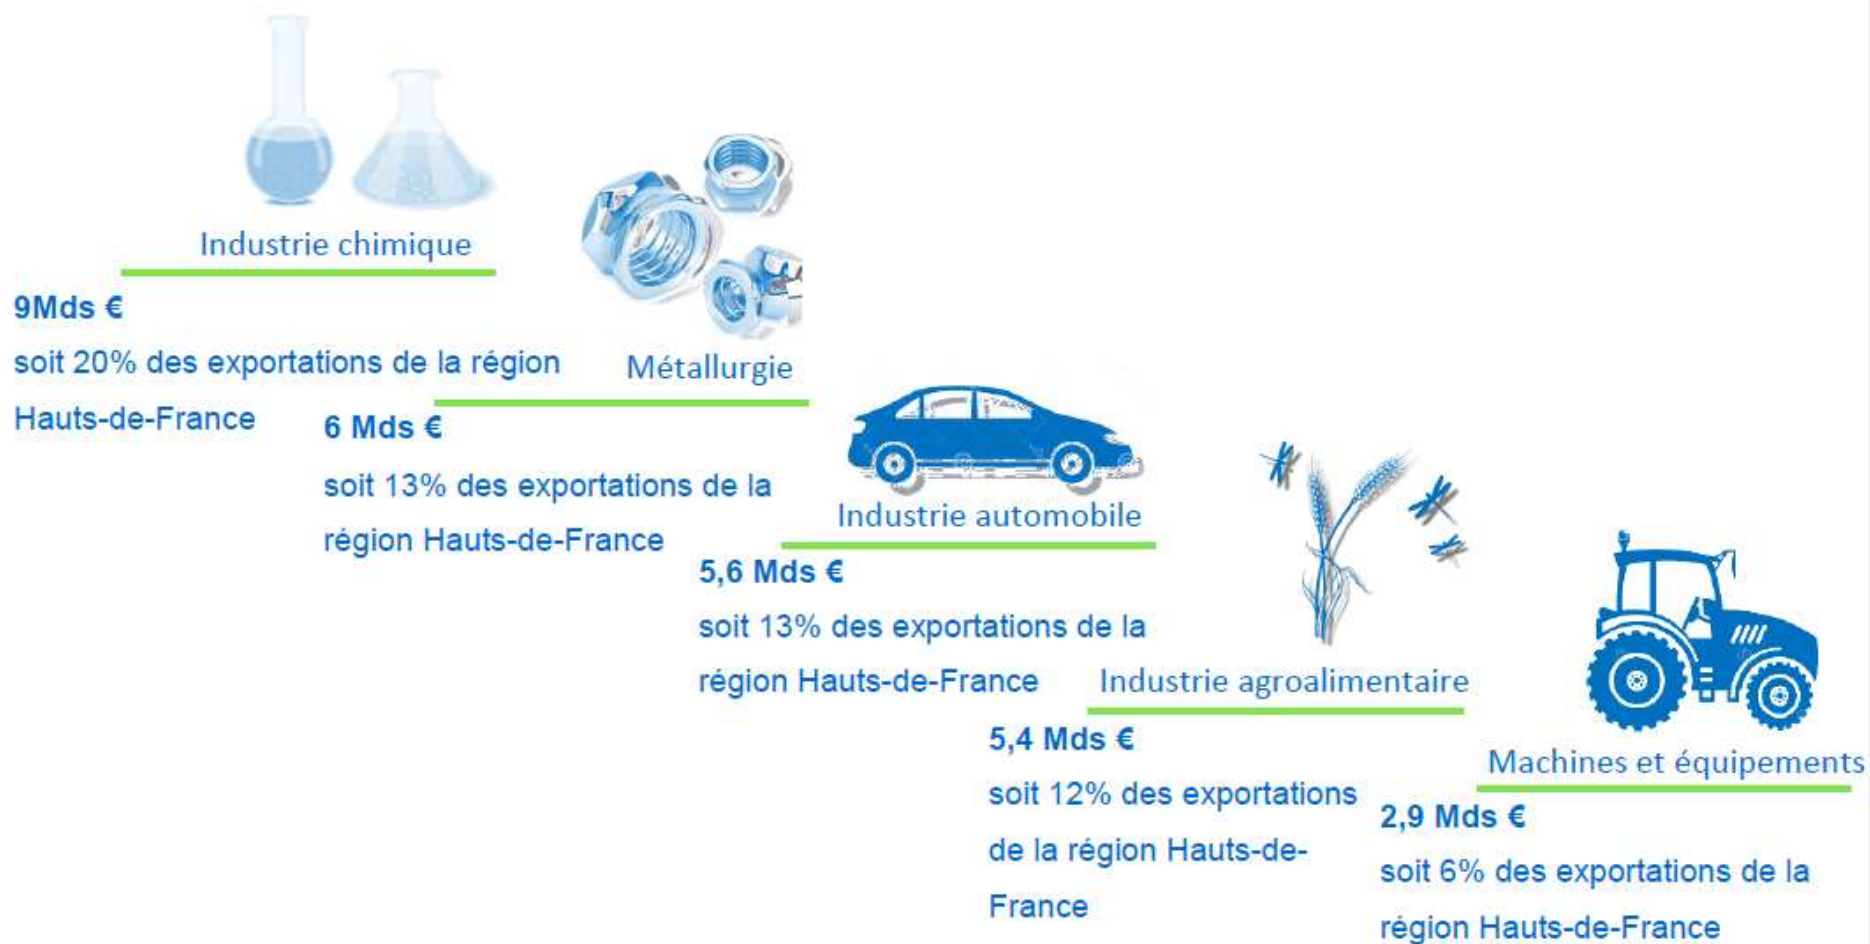 Industrie chimique
9Mds €
soit 20% des exportations de la région
Hauts-de-France
Métallurgie
6 Mds €
soit 13% des exportations de la
région Hauts-de-France
Industrie automobile
5,6 Mds €
soit 13% des exportations de la
région Hauts-de-France
Industrie agroalimentaire
5,4 Mds €
soit 12% des exportations
de la région Hauts-de-
France
Machines et équipements
2,9 Mds €
soit 6% des exportations de la
région Hauts-de-France